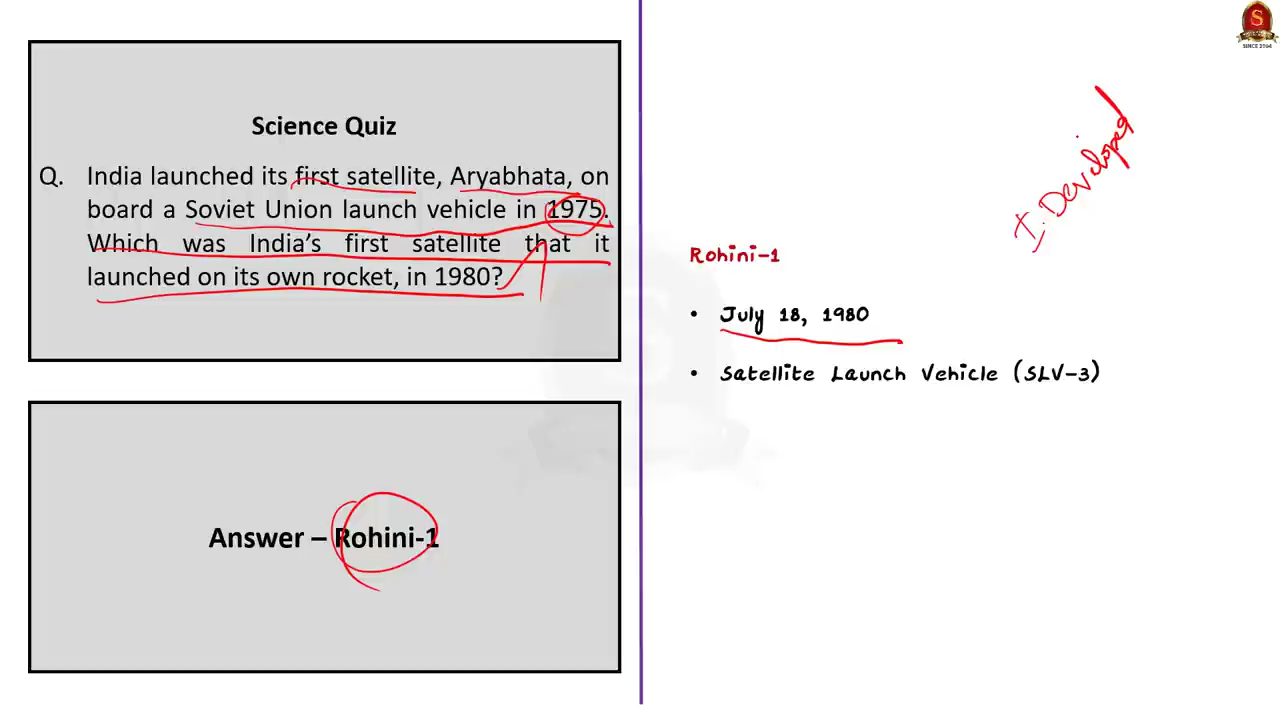 Science Quiz
Q. India launched its first satellite, Aryabhata, on
board a Soviet Union launch vehicle in 1975.
Which was India's first satellite that it
launched on its own rocket, in 1980?
Answer – Rohini-1
S
SINCE 2004
I. Developed
Rohini-1
• July 18, 1980
• Satellite Launch Vehicle (SLV-3)